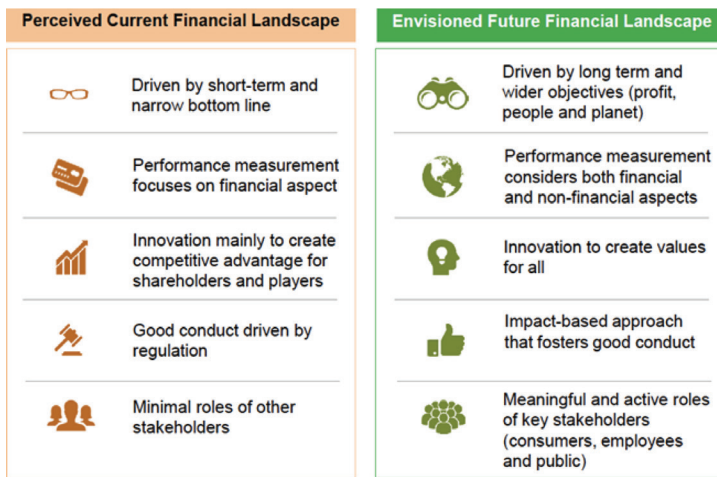 Perceived Current Financial Landscape
Driven by short-term and
narrow bottom line
Performance measurement
focuses on financial aspect
Innovation mainly to create
competitive advantage for
shareholders and players
Good conduct driven by
regulation
Minimal roles of other
stakeholders
Envisioned Future Financial Landscape
Driven by long term and
wider objectives (profit,
people and planet)
Performance measurement
considers both financial
and non-financial aspects
Innovation to create values
for all
Impact-based approach
that fosters good conduct
Meaningful and active roles
of key stakeholders
(consumers, employees
and public)